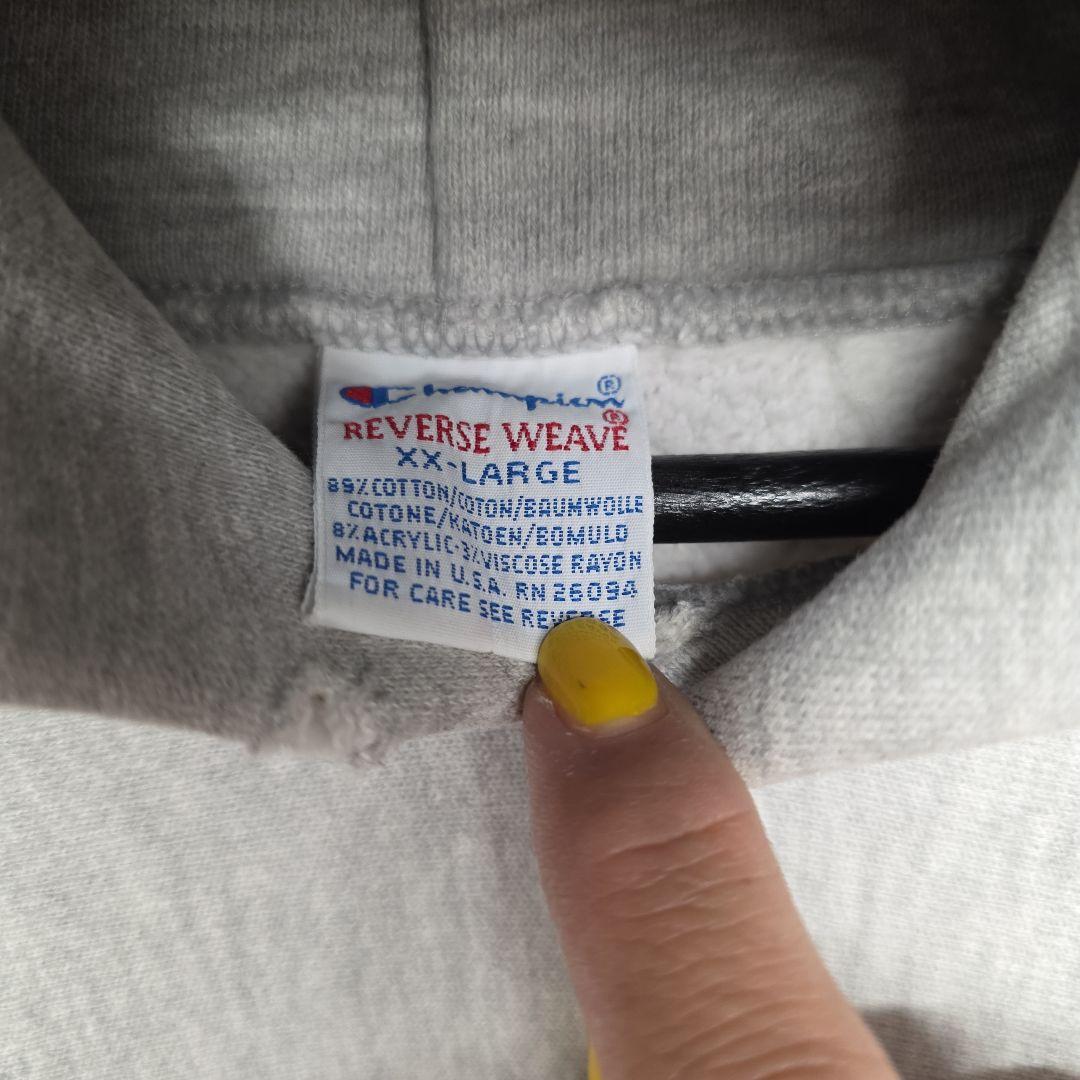 Champion®
REVERSE WEAVE®
XX-LARGE
89% COTTON/COTON/BAUMWOLLE
COTONE/KATOEN/BOMULD
8% ACRYLIC-3% VISCOSE RAYON
MADE IN U.S.A. RN 26094
FOR CARE SEE REVERSE